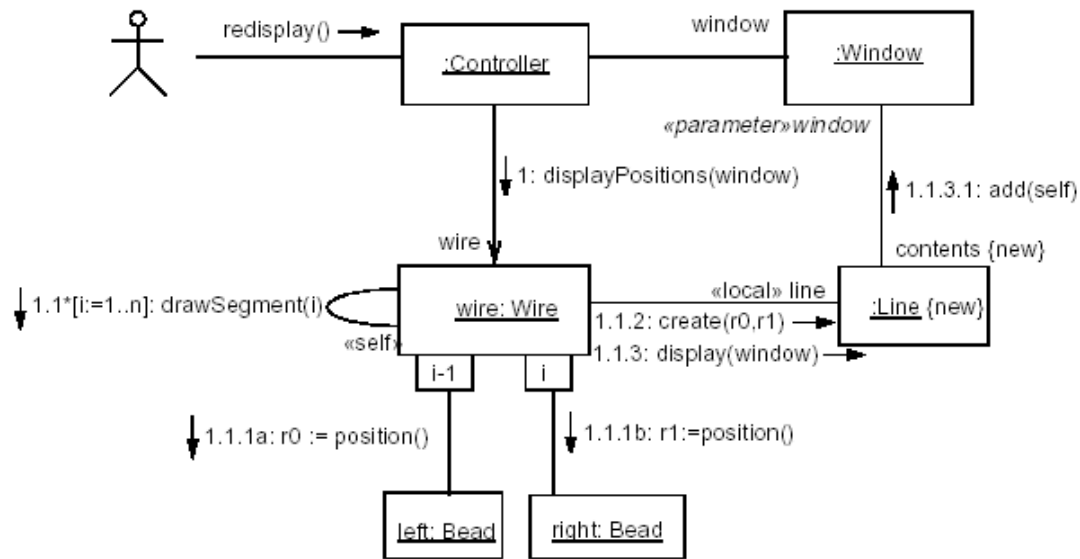 redisplay()
window
:Controller
:Window
«parameter»window
1: displayPositions(window)
1.1.3.1: add(self)
wire
contents {new}
1.1*[i:=1..n]: drawSegment(i)
wire: Wire
«local» line
:Line {new}
1.1.2: create(r0,r1)
«self»
1.1.3: display(window)
i-1
i
1.1.1a: r0 := position()
1.1.1b: r1:=position()
left: Bead
right: Bead